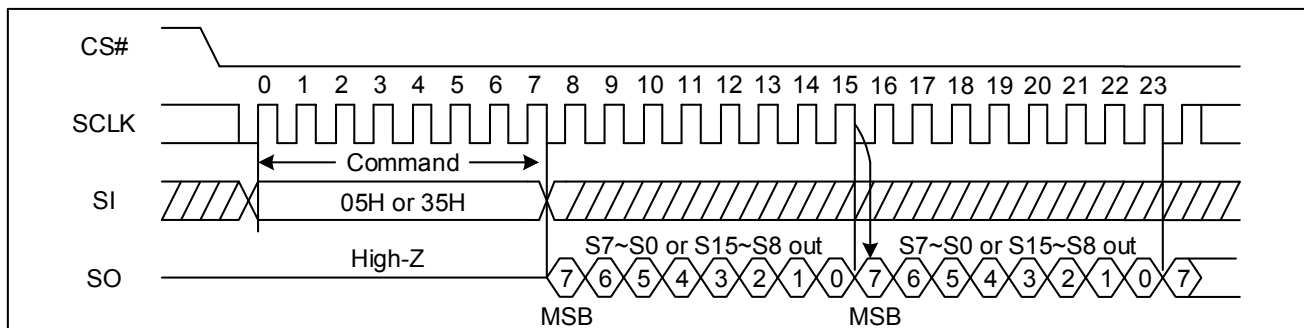 CS#
0 1 2 3 4 5 6 7 8 9 10 11 12 13 14 15 16 17 18 19 20 21 22 23
SCLK
Command
SI
05H or 35H
S7~S0 or S15~S8 out S7~S0 or S15~S8 out
High-Z
SO
7 6 5 4 3 2 1 0 7 6 5 4 3 2 1 0 7
MSB MSB